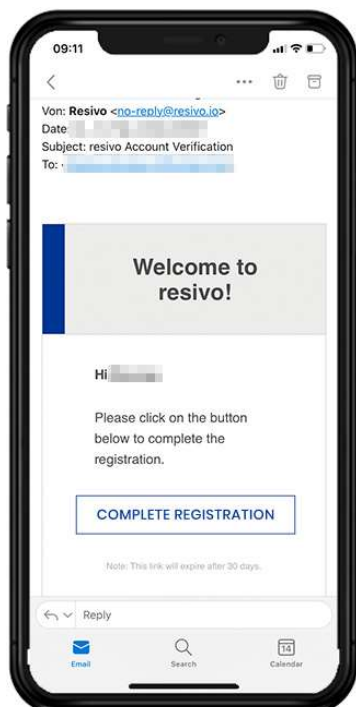 09:11
Von: Resivo <no-reply@resivo.io>
Date
Subject: resivo Account Verification
To:
Welcome to
resivo!
Hi
Please click on the button
below to complete the
registration.
COMPLETE REGISTRATION
Note: This link will expire after 30 days.
Reply
14
Email
Search
Calendar